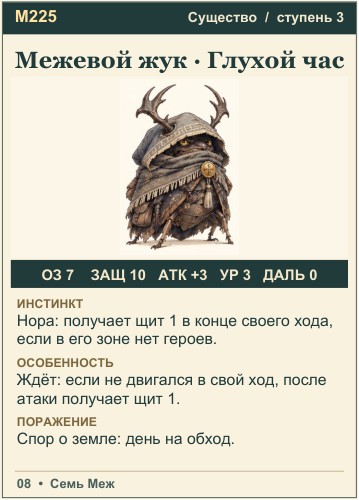 М225
Существо / ступень 3
Межевой жук · Глухой час
ОЗ 7 ЗАЩ 10 АТК +3 УР 3 ДАЛЬ 0
ИНСТИНКТ
Нора: получает щит 1 в конце своего хода,
если в его зоне нет героев.
ОСОБЕННОСТЬ
Ждёт: если не двигался в свой ход, после
атаки получает щит 1.
ПОРАЖЕНИЕ
Спор о земле: день на обход.
08 • Семь Меж